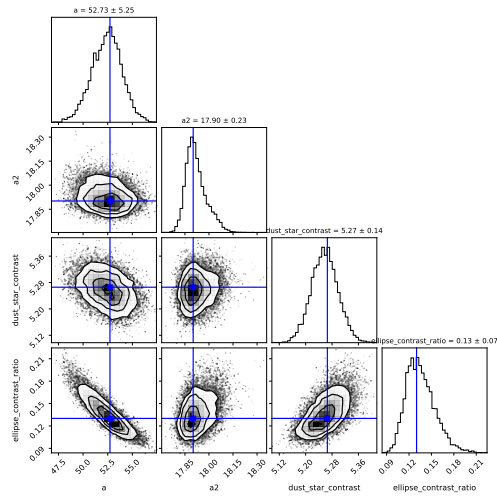 a = 52.73 ± 5.25
a2 = 17.90 ± 0.23
a2
18.30
18.15
18.00
17.85
dust_star_contrast = 5.27 ± 0.14
dust_star_contrast
5.36
5.28
5.20
5.12
ellipse_contrast_ratio = 0.13 ± 0.07
ellipse_contrast_ratio
0.21
0.18
0.15
0.12
0.09
47.5 50.0 52.5 55.0
17.85 18.00 18.15 18.30
5.12 5.20 5.28 5.36
0.09 0.12 0.15 0.18 0.21
a a2 dust_star_contrast ellipse_contrast_ratio